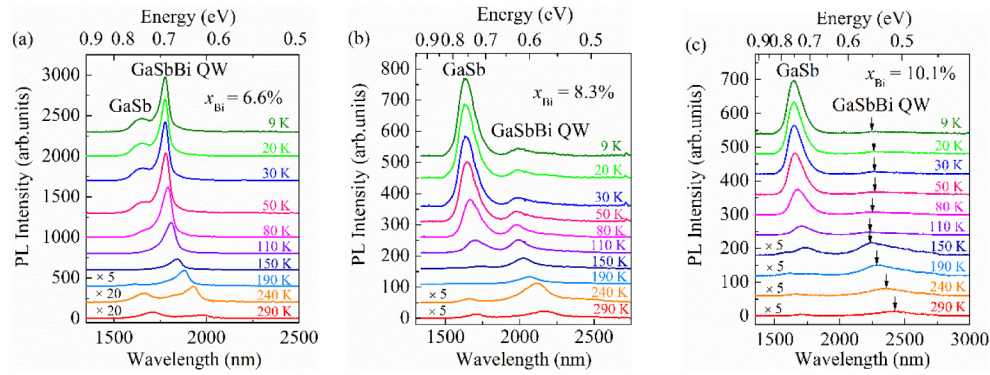 Energy (eV)
0.9 0.8 0.7 0.6 0.5
(a)
GaSbBi QW
GaSb
x_Bi = 6.6%
3000
2500
2000
1500
1000
500
0
9 K
20 K
30 K
50 K
80 K
110 K
150 K
× 5 190 K
× 20 240 K
× 20 290 K
1500 2000 2500
Wavelength (nm)
PL Intensity (arb.units)
Energy (eV)
0.9 0.8 0.7 0.6 0.5
(b)
GaSb
x_Bi = 8.3%
GaSbBi QW
800
700
600
500
400
300
200
100
0
9 K
20 K
30 K
50 K
80 K
110 K
150 K
190 K
× 5 240 K
× 5 290 K
1500 2000 2500
Wavelength (nm)
PL Intensity (arb.units)
Energy (eV)
0.9 0.8 0.7 0.6 0.5
(c)
GaSb
x_Bi = 10.1%
GaSbBi QW
700
600
500
400
300
200
100
0
9 K
20 K
30 K
50 K
80 K
110 K
150 K
× 5 190 K
× 5 240 K
× 5 290 K
1500 2000 2500 3000
Wavelength (nm)
PL Intensity (arb.units)